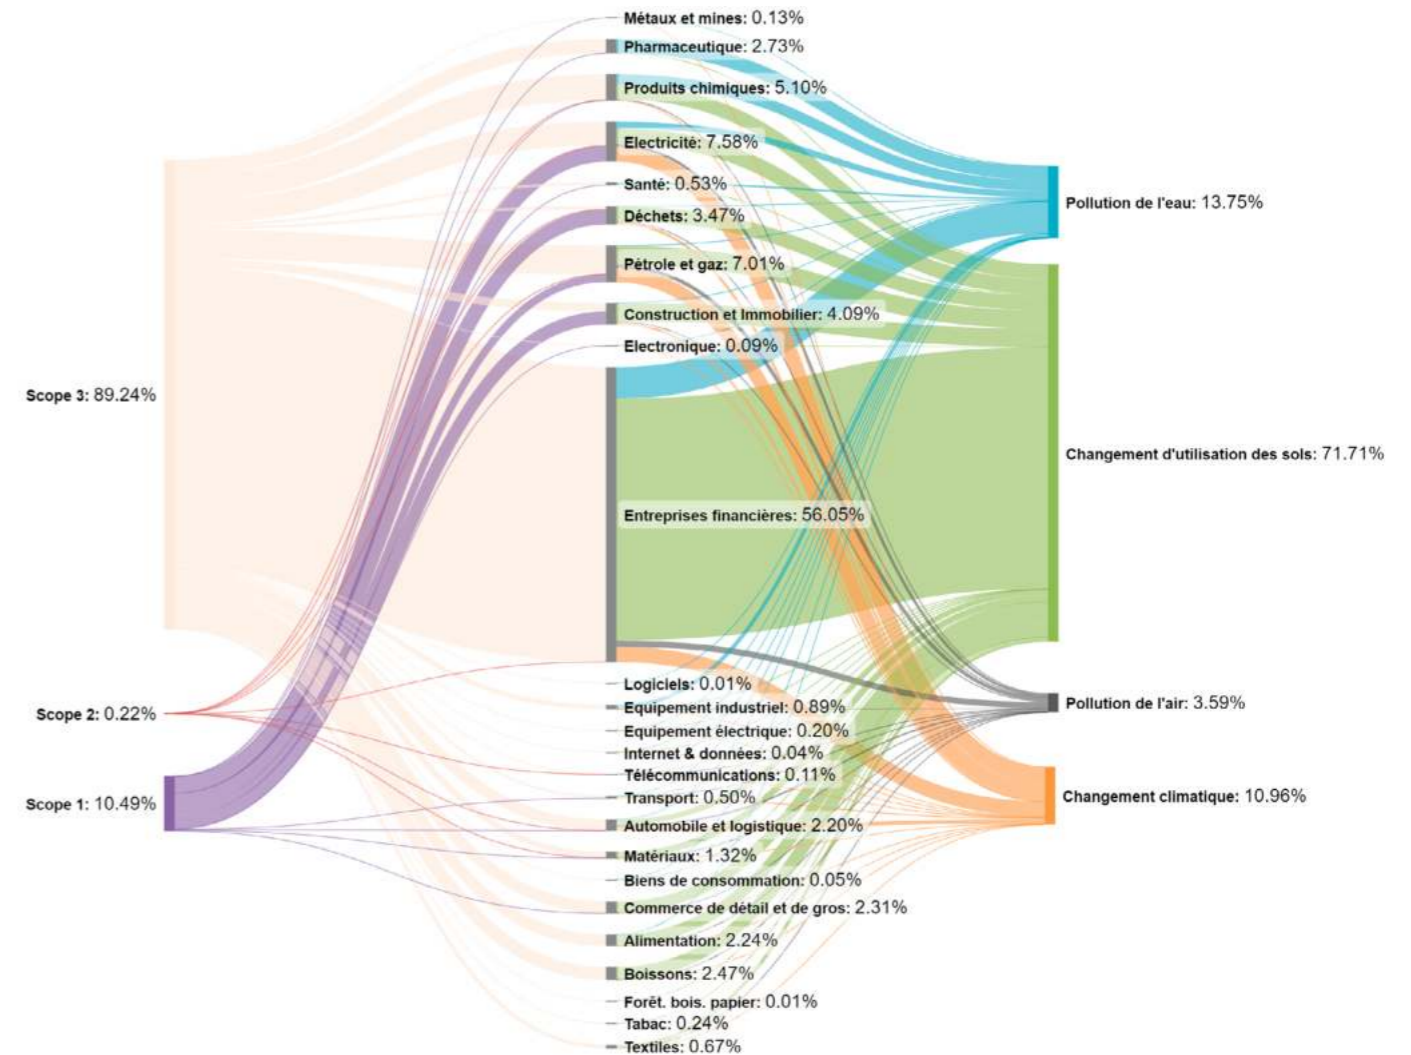 Scope 3: 89.24%
Scope 2: 0.22%
Scope 1: 10.49%
Métaux et mines: 0.13%
Pharmaceutique: 2.73%
Produits chimiques: 5.10%
Electricité: 7.58%
Santé: 0.53%
Déchets: 3.47%
Pétrole et gaz: 7.01%
Construction et Immobilier: 4.09%
Electronique: 0.09%
Entreprises financières: 56.05%
Logiciels: 0.01%
Equipement industriel: 0.89%
Equipement électrique: 0.20%
Internet & données: 0.04%
Télécommunications: 0.11%
Transport: 0.50%
Automobile et logistique: 2.20%
Matériaux: 1.32%
Biens de consommation: 0.05%
Commerce de détail et de gros: 2.31%
Alimentation: 2.24%
Boissons: 2.47%
Forêt. bois. papier: 0.01%
Tabac: 0.24%
Textiles: 0.67%
Pollution de l'eau: 13.75%
Changement d'utilisation des sols: 71.71%
Pollution de l'air: 3.59%
Changement climatique: 10.96%